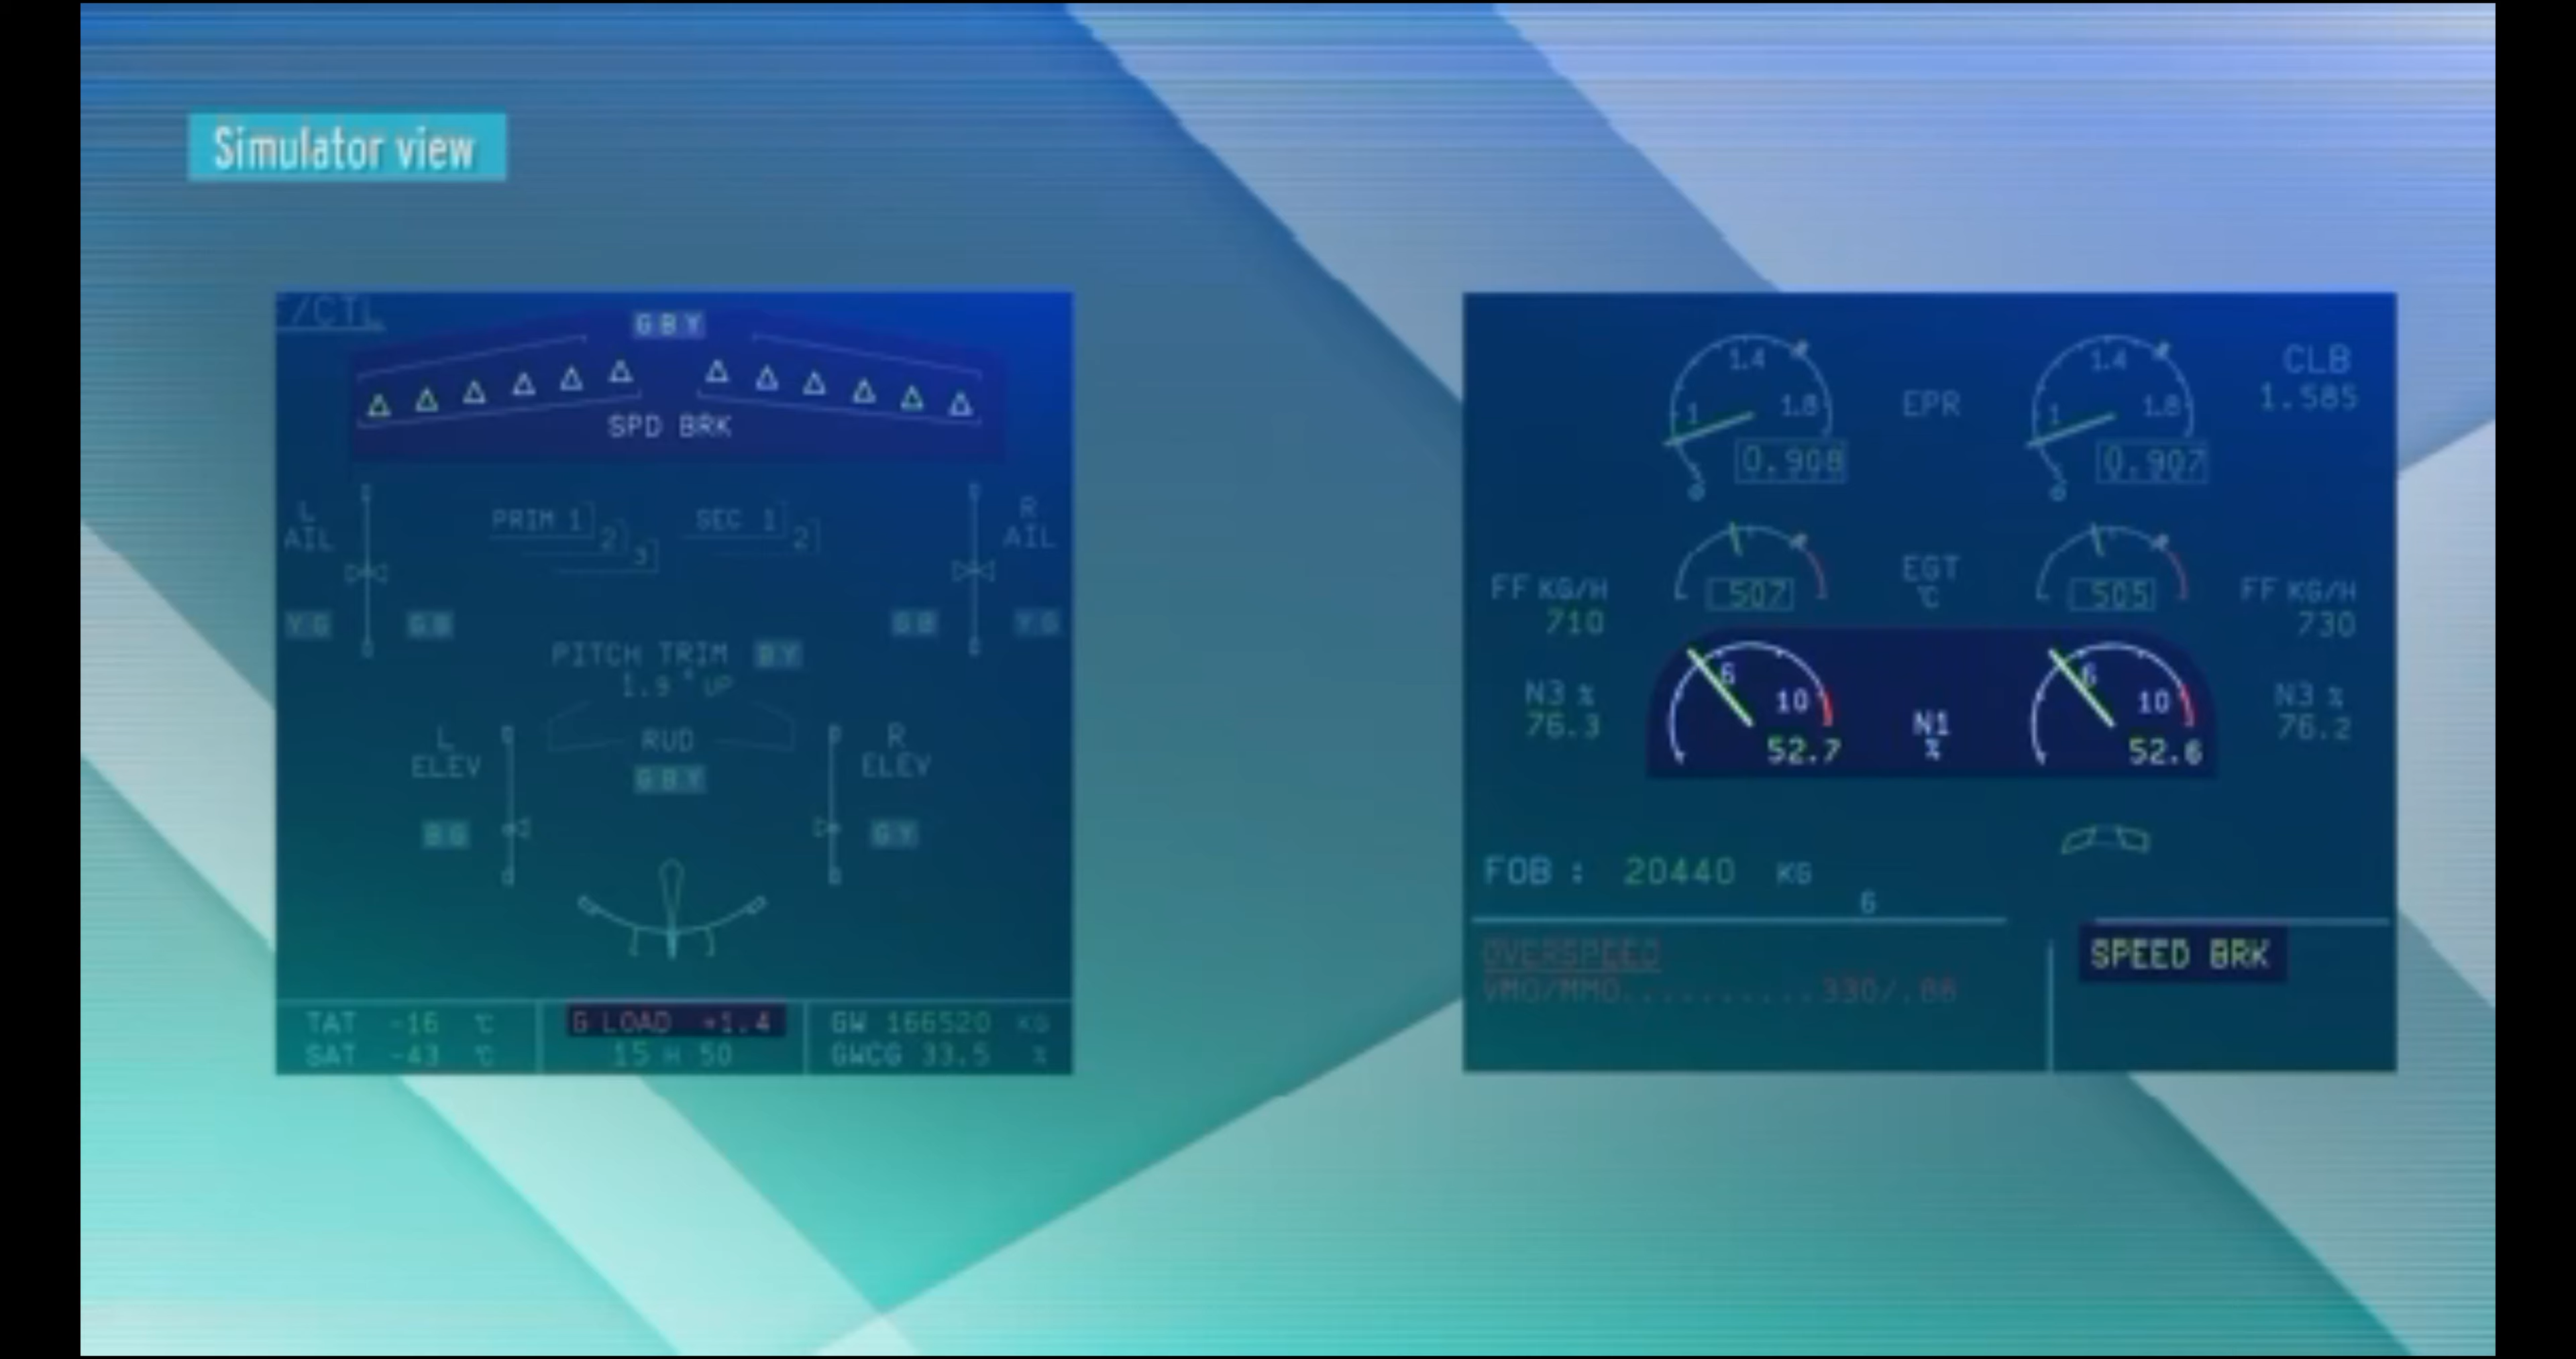 Simulator view
/CTL
G B Y
SPD BRK
L
AIL
PRIM 1 2 3
SEC 1 2
R
AIL
Y G
G B
G B
Y G
PITCH TRIM B Y
1.9 ° UP
L
ELEV
RUD
R
ELEV
G B Y
B G
G Y
TAT -16 °C
G LOAD +1.4
GW 166520 KG
SAT -43 °C
15 H 50
GWCG 33.5 %
1 1.4 1.8
0.908
EPR
1 1.4 1.8
0.907
CLB
1.585
FF KG/H
710
507
EGT
°C
505
FF KG/H
730
N3 %
76.3
6 10
52.7
N1
%
6 10
52.6
N3 %
76.2
FOB : 20440 KG
OVERSPEED
VMO/MMO..........330/.86
SPEED BRK